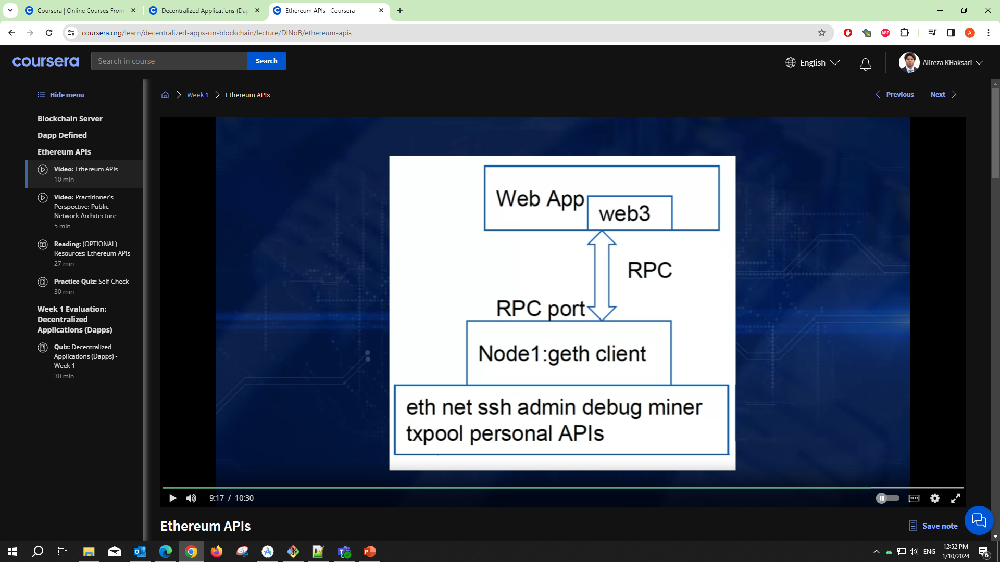 Coursera | Online Courses From
Decentralized Applications (Dap
Ethereum APIs | Coursera
coursera.org/learn/decentralized-apps-on-blockchain/lecture/DINoB/ethereum-apis
ABP
A
coursera
Search in course
Search
English
Alireza KHaksari
Hide menu
Week 1
Ethereum APIs
Previous
Next
Blockchain Server
Dapp Defined
Ethereum APIs
Video: Ethereum APIs
10 min
Video: Practitioner's
Perspective: Public
Network Architecture
5 min
Reading: (OPTIONAL)
Resources: Ethereum APIs
27 min
Practice Quiz: Self-Check
30 min
Week 1 Evaluation:
Decentralized
Applications (Dapps)
Quiz: Decentralized
Applications (Dapps) -
Week 1
30 min
Web App
web3
RPC
RPC port
Node1:geth client
eth net ssh admin debug miner
txpool personal APIs
9:17 / 10:30
Ethereum APIs
Save note
ENG
12:52 PM
1/10/2024
6